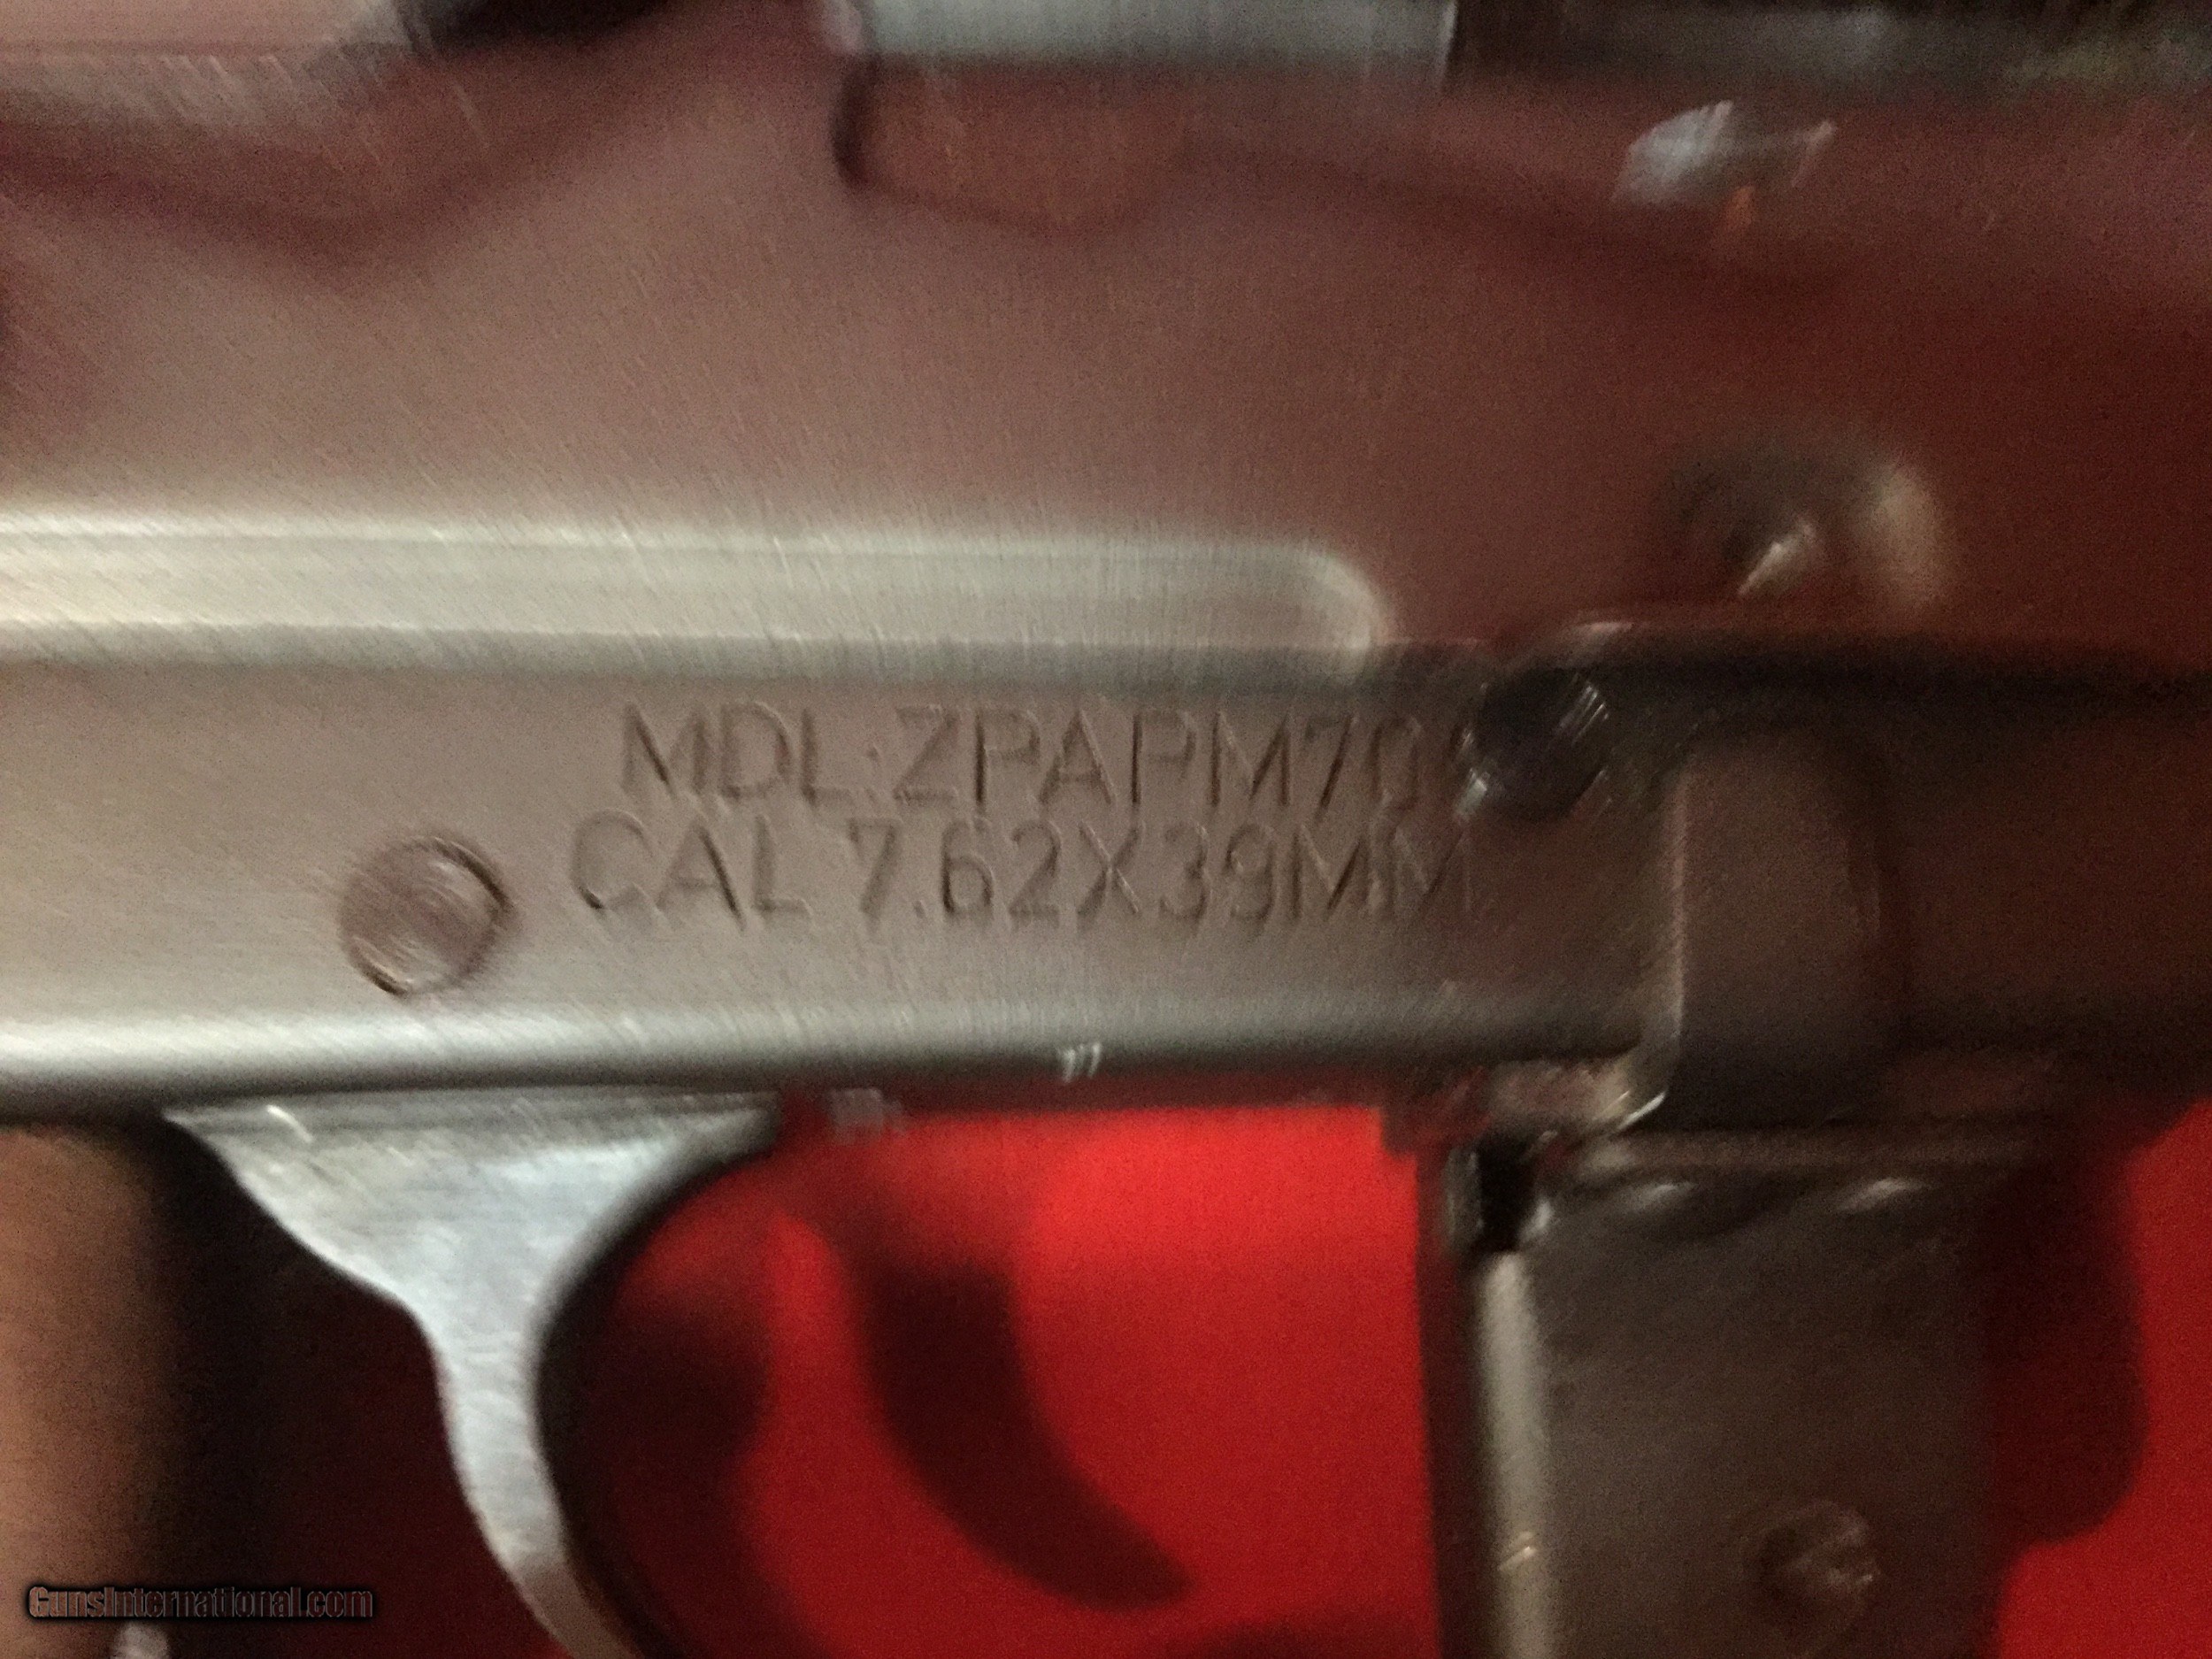 MDL:ZPAPM70
CAL 7.62X39MM
GunsInternational.com